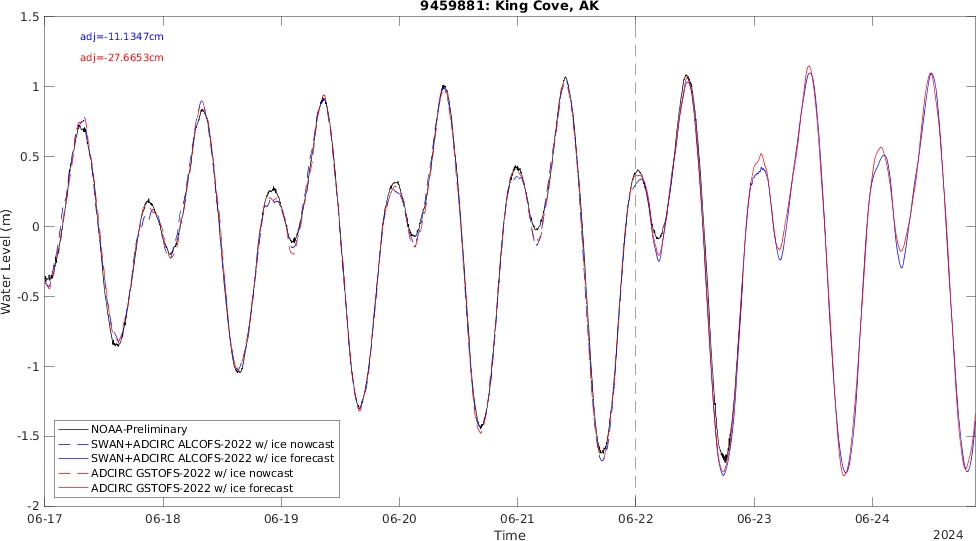 9459881: King Cove, AK
adj=-11.1347cm
adj=-27.6653cm
1.5
1
0.5
0
-0.5
-1
-1.5
-2
Water Level (m)
NOAA-Preliminary
SWAN+ADCIRC ALCOFS-2022 w/ ice nowcast
SWAN+ADCIRC ALCOFS-2022 w/ ice forecast
ADCIRC GSTOFS-2022 w/ ice nowcast
ADCIRC GSTOFS-2022 w/ ice forecast
06-17 06-18 06-19 06-20 06-21 06-22 06-23 06-24
Time
2024